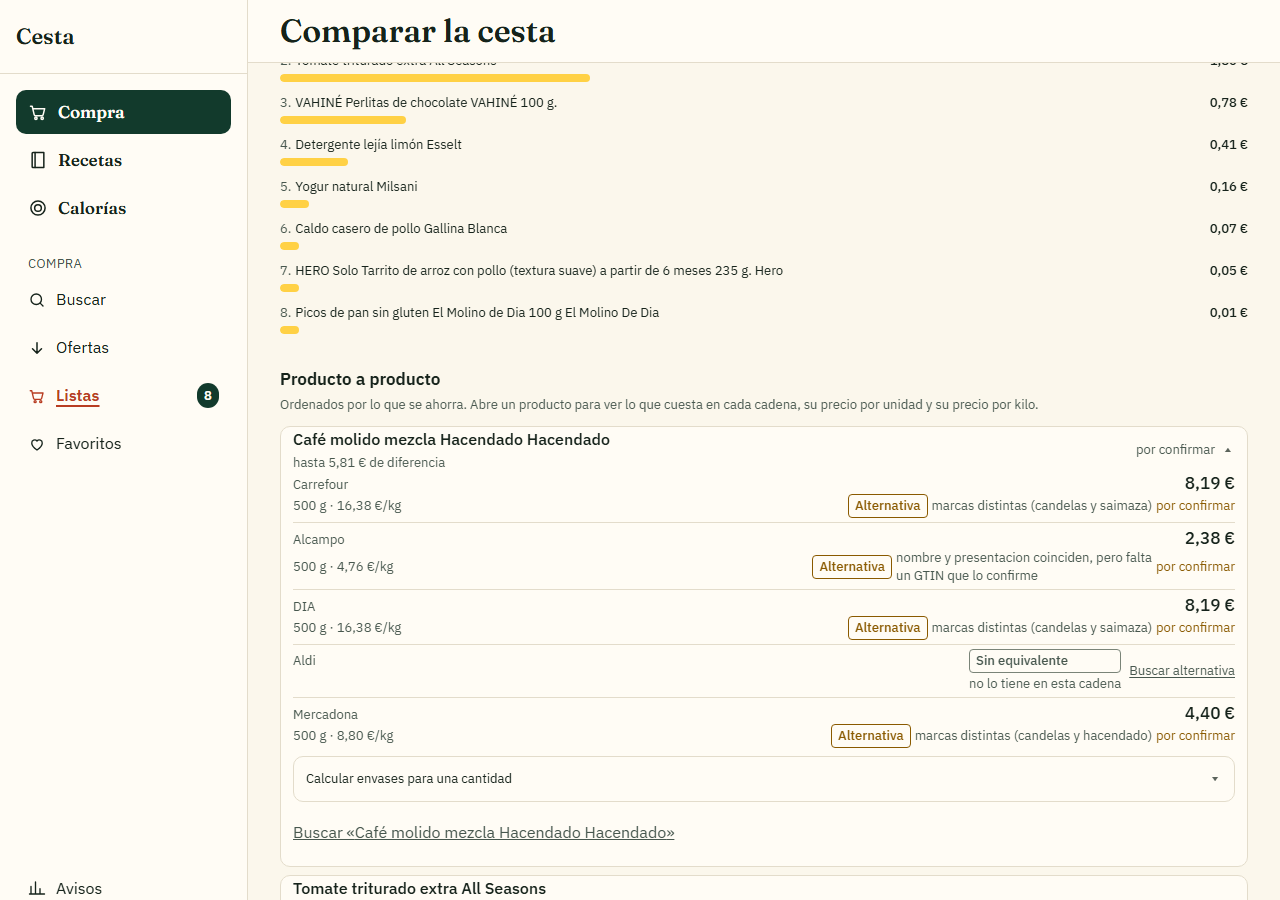 Cesta
Comparar la cesta
Compra
Recetas
Calorías
COMPRA
Buscar
Ofertas
Listas
8
Favoritos
Avisos
2. Tomate triturado extra All Seasons
3. VAHINÉ Perlitas de chocolate VAHINÉ 100 g.
0,78 €
4. Detergente lejía limón Esselt
0,41 €
5. Yogur natural Milsani
0,16 €
6. Caldo casero de pollo Gallina Blanca
0,07 €
7. HERO Solo Tarrito de arroz con pollo (textura suave) a partir de 6 meses 235 g. Hero
0,05 €
8. Picos de pan sin gluten El Molino de Dia 100 g El Molino De Dia
0,01 €
Producto a producto
Ordenados por lo que se ahorra. Abre un producto para ver lo que cuesta en cada cadena, su precio por unidad y su precio por kilo.
Café molido mezcla Hacendado Hacendado
hasta 5,81 € de diferencia
por confirmar
Carrefour
8,19 €
500 g · 16,38 €/kg
Alternativa marcas distintas (candelas y saimaza) por confirmar
Alcampo
2,38 €
500 g · 4,76 €/kg
Alternativa nombre y presentacion coinciden, pero falta
un GTIN que lo confirme
por confirmar
DIA
8,19 €
500 g · 16,38 €/kg
Alternativa marcas distintas (candelas y saimaza) por confirmar
Aldi
Sin equivalente
no lo tiene en esta cadena
Buscar alternativa
Mercadona
4,40 €
500 g · 8,80 €/kg
Alternativa marcas distintas (candelas y hacendado) por confirmar
Calcular envases para una cantidad
Buscar «Café molido mezcla Hacendado Hacendado»
Tomate triturado extra All Seasons